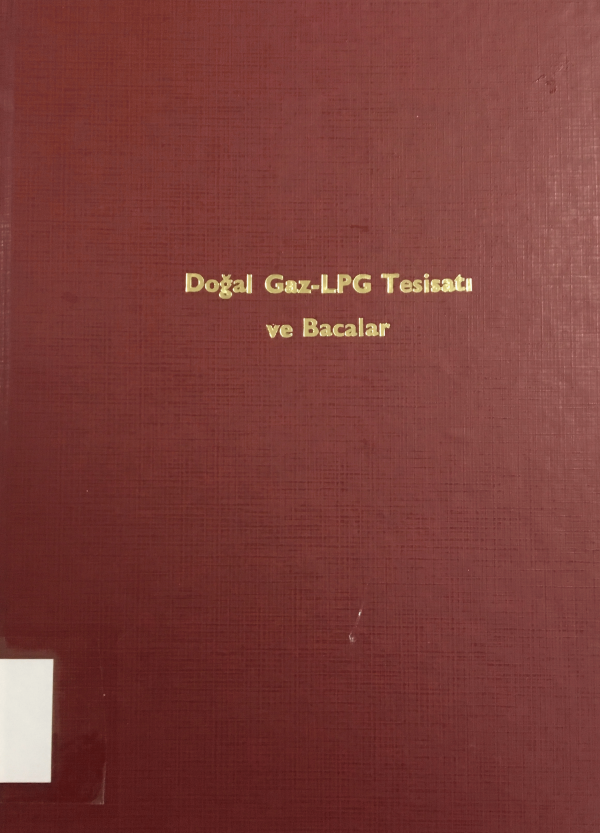 Doğal Gaz-LPG Tesisatı
ve Bacalar